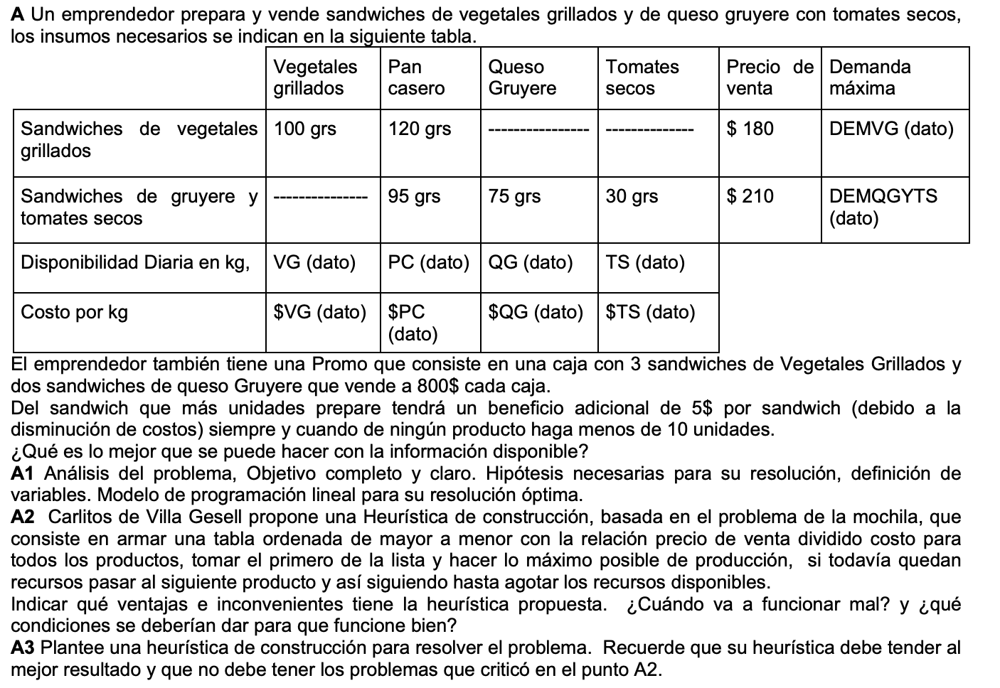 A Un emprendedor prepara y vende sandwiches de vegetales grillados y de queso gruyere con tomates secos,
los insumos necesarios se indican en la siguiente tabla.
Vegetales grillados Pan casero Queso Gruyere Tomates secos Precio de venta Demanda máxima
Sandwiches de vegetales grillados 100 grs 120 grs ---------------- -------------- $ 180 DEMVG (dato)
Sandwiches de gruyere y tomates secos --------------- 95 grs 75 grs 30 grs $ 210 DEMQGYTS (dato)
Disponibilidad Diaria en kg, VG (dato) PC (dato) QG (dato) TS (dato)
Costo por kg $VG (dato) $PC (dato) $QG (dato) $TS (dato)
El emprendedor también tiene una Promo que consiste en una caja con 3 sandwiches de Vegetales Grillados y
dos sandwiches de queso Gruyere que vende a 800$ cada caja.
Del sandwich que más unidades prepare tendrá un beneficio adicional de 5$ por sandwich (debido a la
disminución de costos) siempre y cuando de ningún producto haga menos de 10 unidades.
¿Qué es lo mejor que se puede hacer con la información disponible?
A1 Análisis del problema, Objetivo completo y claro. Hipótesis necesarias para su resolución, definición de
variables. Modelo de programación lineal para su resolución óptima.
A2 Carlitos de Villa Gesell propone una Heurística de construcción, basada en el problema de la mochila, que
consiste en armar una tabla ordenada de mayor a menor con la relación precio de venta dividido costo para
todos los productos, tomar el primero de la lista y hacer lo máximo posible de producción, si todavía quedan
recursos pasar al siguiente producto y así siguiendo hasta agotar los recursos disponibles.
Indicar qué ventajas e inconvenientes tiene la heurística propuesta. ¿Cuándo va a funcionar mal? y ¿qué
condiciones se deberían dar para que funcione bien?
A3 Plantee una heurística de construcción para resolver el problema. Recuerde que su heurística debe tender al
mejor resultado y que no debe tener los problemas que criticó en el punto A2.